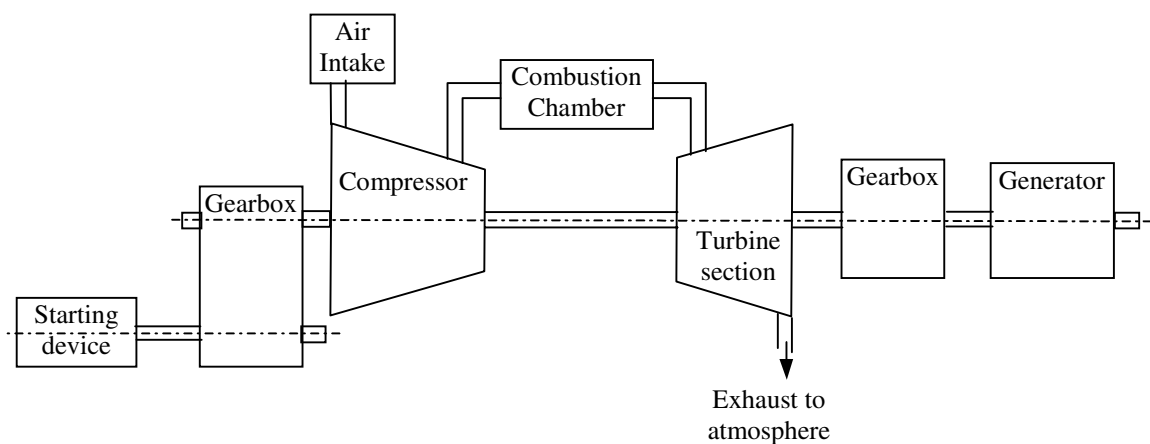 Air
Intake
Combustion
Chamber
Compressor
Gearbox
Gearbox
Generator
Turbine
section
Starting
device
Exhaust to
atmosphere